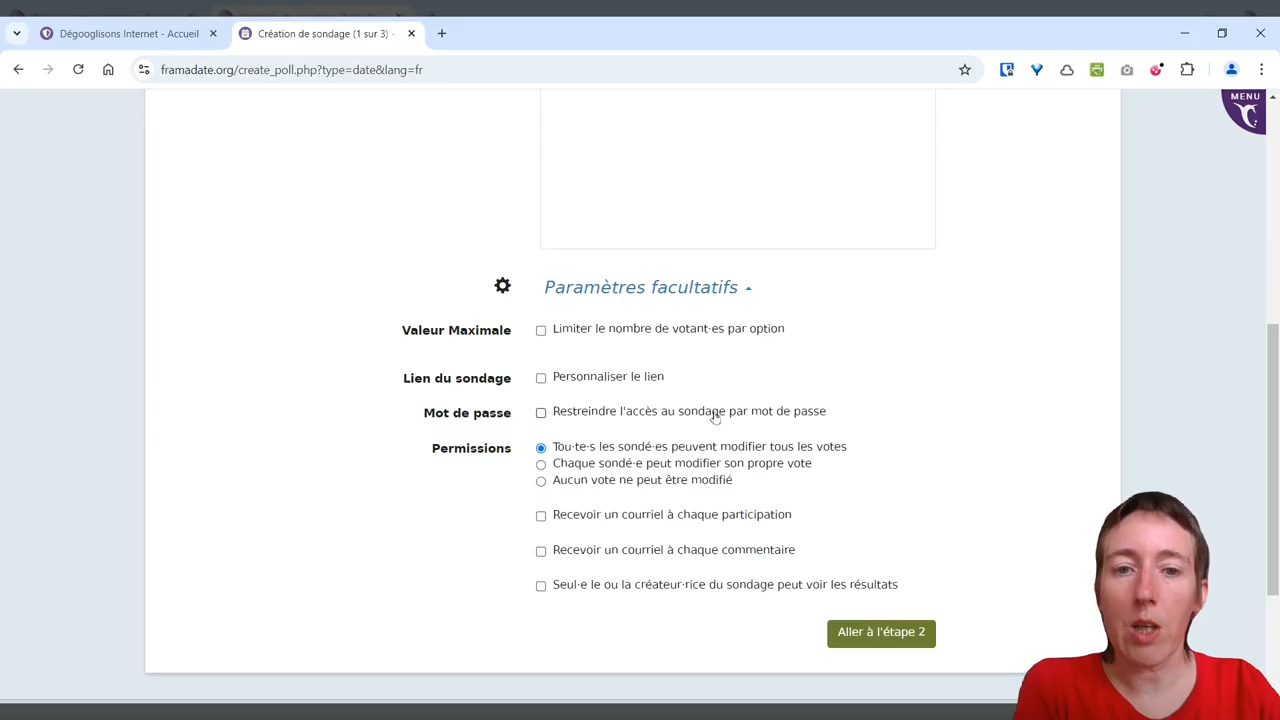 Dégooglisons Internet - Accueil
Création de sondage (1 sur 3) -
framadate.org/create_poll.php?type=date&lang=fr
MENU
Paramètres facultatifs
Valeur Maximale Limiter le nombre de votant·es par option
Lien du sondage Personnaliser le lien
Mot de passe Restreindre l'accès au sondage par mot de passe
Permissions Tou·te·s les sondé·es peuvent modifier tous les votes
Chaque sondé·e peut modifier son propre vote
Aucun vote ne peut être modifié
Recevoir un courriel à chaque participation
Recevoir un courriel à chaque commentaire
Seul·e le ou la créateur·rice du sondage peut voir les résultats
Aller à l'étape 2